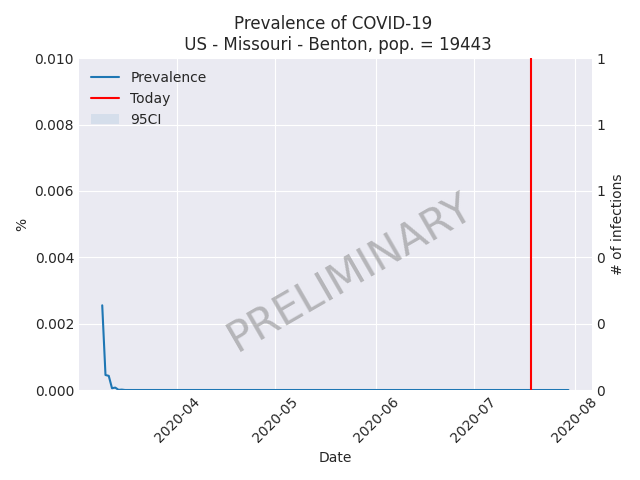 Prevalence of COVID-19
US - Missouri - Benton, pop. = 19443
Prevalence
Today
95CI
0.010
0.008
0.006
0.004
0.002
0.000
%
1
1
1
0
0
0
# of infections
PRELIMINARY
2020-04
2020-05
2020-06
2020-07
2020-08
Date